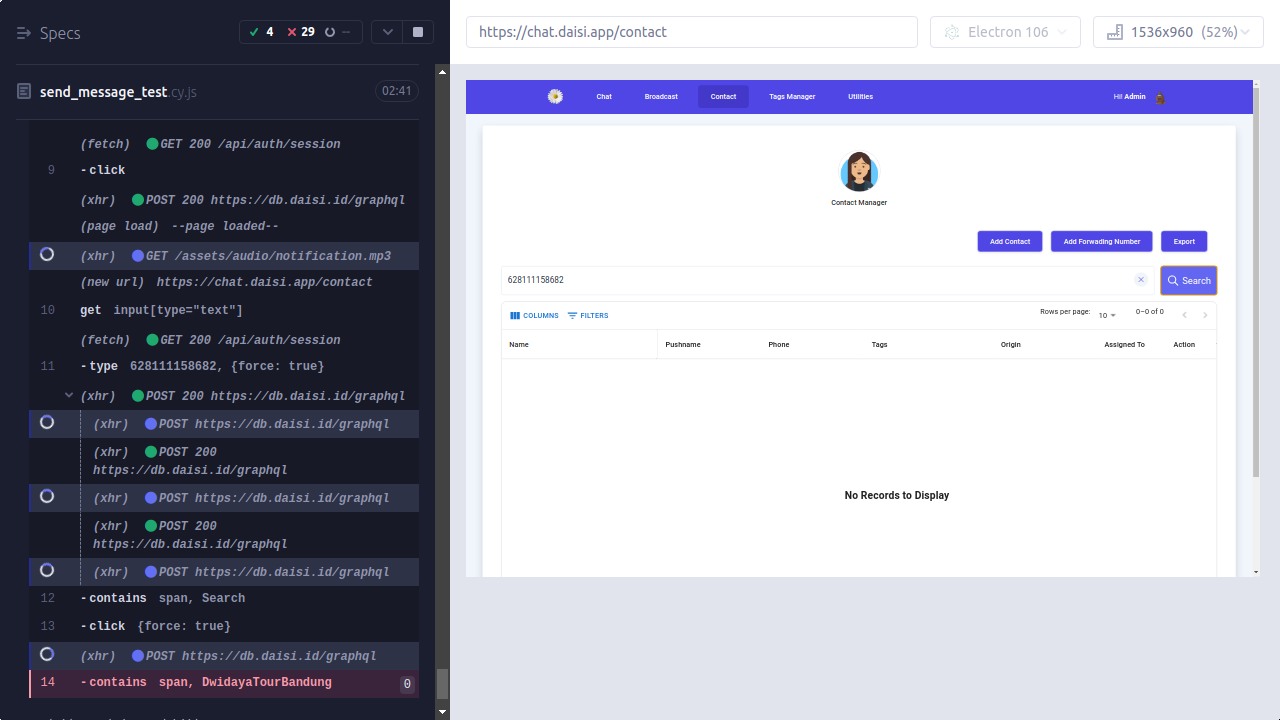 Specs
4
29
--
send_message_test.cy.js
02:41
(fetch) GET 200 /api/auth/session
9 -click
(xhr) POST 200 https://db.daisi.id/graphql
(page load) --page loaded--
(xhr) GET /assets/audio/notification.mp3
(new url) https://chat.daisi.app/contact
10 get input[type="text"]
(fetch) GET 200 /api/auth/session
11 -type 628111158682, {force: true}
(xhr) POST 200 https://db.daisi.id/graphql
(xhr) POST https://db.daisi.id/graphql
(xhr) POST 200
https://db.daisi.id/graphql
(xhr) POST https://db.daisi.id/graphql
(xhr) POST 200
https://db.daisi.id/graphql
(xhr) POST https://db.daisi.id/graphql
12 -contains span, Search
13 -click {force: true}
(xhr) POST https://db.daisi.id/graphql
14 -contains span, DwidayaTourBandung 0
https://chat.daisi.app/contact
Electron 106
1536x960 (52%)
Chat
Broadcast
Contact
Tags Manager
Utilities
Hi! Admin
Contact Manager
Add Contact
Add Forwading Number
Export
628111158682
Search
COLUMNS
FILTERS
Rows per page: 10
0–0 of 0
Name
Pushname
Phone
Tags
Origin
Assigned To
Action
No Records to Display